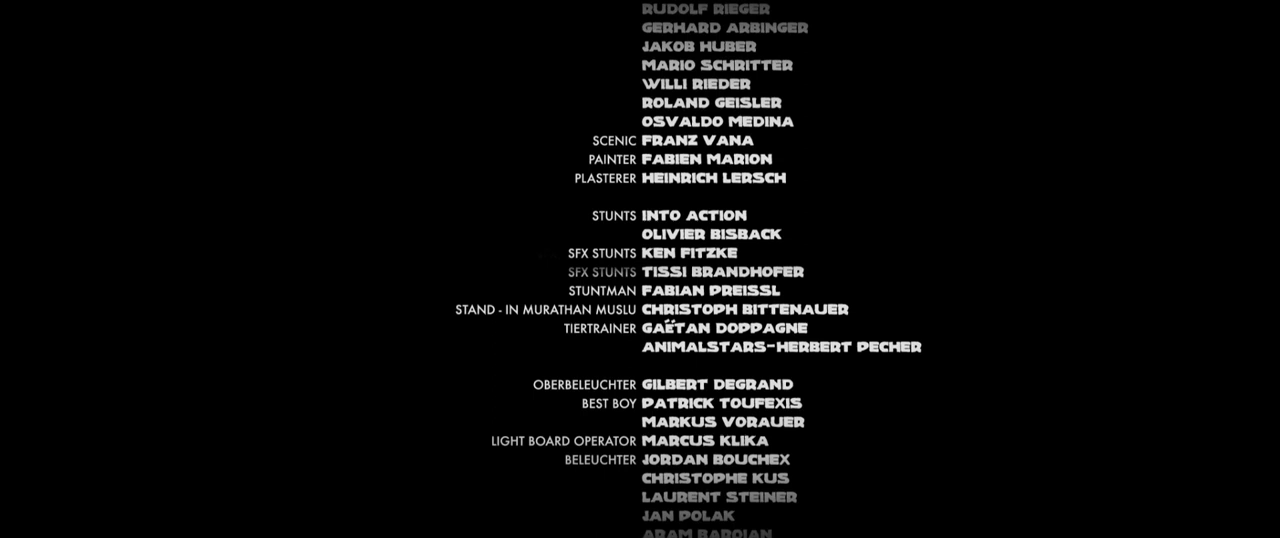 RUDOLF RIEGER
GERHARD ARBINGER
JAKOB HUBER
MARIO SCHRITTER
WILLI RIEDER
ROLAND GEISLER
OSVALDO MEDINA
SCENIC FRANZ VANA
PAINTER FABIEN MARION
PLASTERER HEINRICH LERSCH
STUNTS INTO ACTION
OLIVIER BISBACK
SFX STUNTS KEN FITZKE
SFX STUNTS TISSI BRANDHOFER
STUNTMAN FABIAN PREISSL
STAND - IN MURATHAN MUSLU CHRISTOPH BITTENAUER
TIERTRAINER GAËTAN DOPPAGNE
ANIMALSTARS-HERBERT PECHER
OBERBELEUCHTER GILBERT DEGRAND
BEST BOY PATRICK TOUFEXIS
MARKUS VORAUER
LIGHT BOARD OPERATOR MARCUS KLIKA
BELEUCHTER JORDAN BOUCHEX
CHRISTOPHE KUS
LAURENT STEINER
JAN POLAK
ARAM BAROIAN